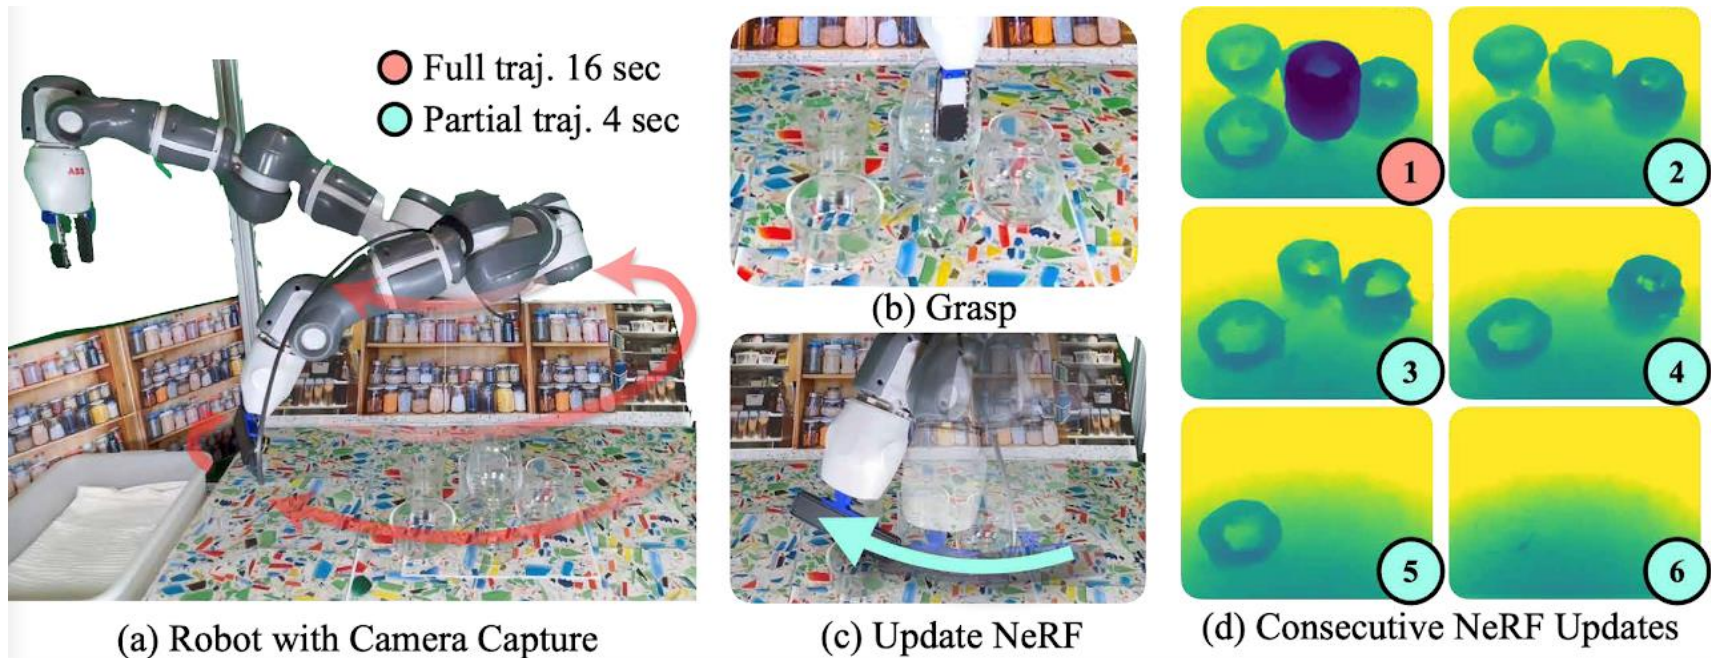 Full traj. 16 sec
Partial traj. 4 sec
ABB
(a) Robot with Camera Capture
(b) Grasp
(c) Update NeRF
1
2
3
4
5
6
(d) Consecutive NeRF Updates